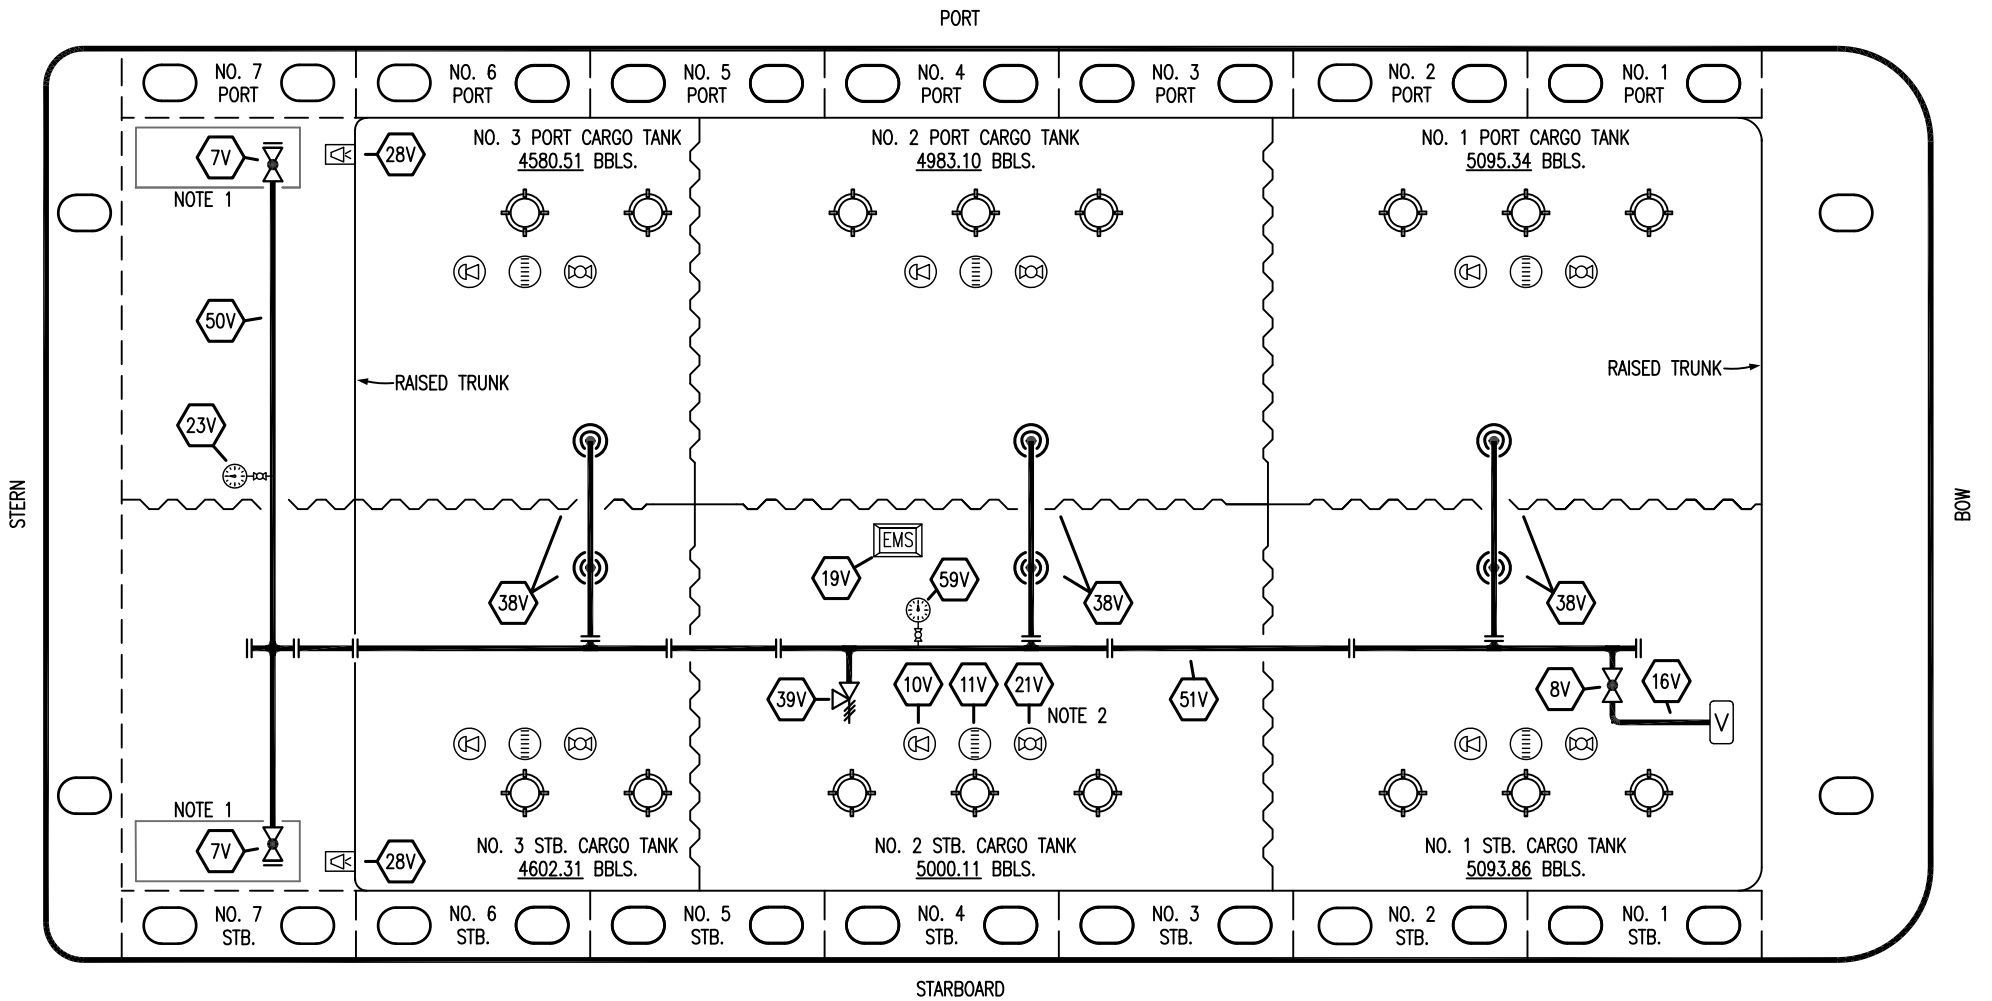 PORT
NO. 7
PORT
NO. 6
PORT
NO. 5
PORT
NO. 4
PORT
NO. 3
PORT
NO. 2
PORT
NO. 1
PORT
7V
NOTE 1
28V
NO. 3 PORT CARGO TANK
4580.51 BBLS.
NO. 2 PORT CARGO TANK
4983.10 BBLS.
NO. 1 PORT CARGO TANK
5095.34 BBLS.
50V
RAISED TRUNK
RAISED TRUNK
23V
STERN
BOW
EMS
19V
59V
38V
38V
38V
39V
10V
11V
21V
NOTE 2
51V
8V
16V
V
NOTE 1
7V
28V
NO. 3 STB. CARGO TANK
4602.31 BBLS.
NO. 2 STB. CARGO TANK
5000.11 BBLS.
NO. 1 STB. CARGO TANK
5093.86 BBLS.
NO. 7
STB.
NO. 6
STB.
NO. 5
STB.
NO. 4
STB.
NO. 3
STB.
NO. 2
STB.
NO. 1
STB.
STARBOARD